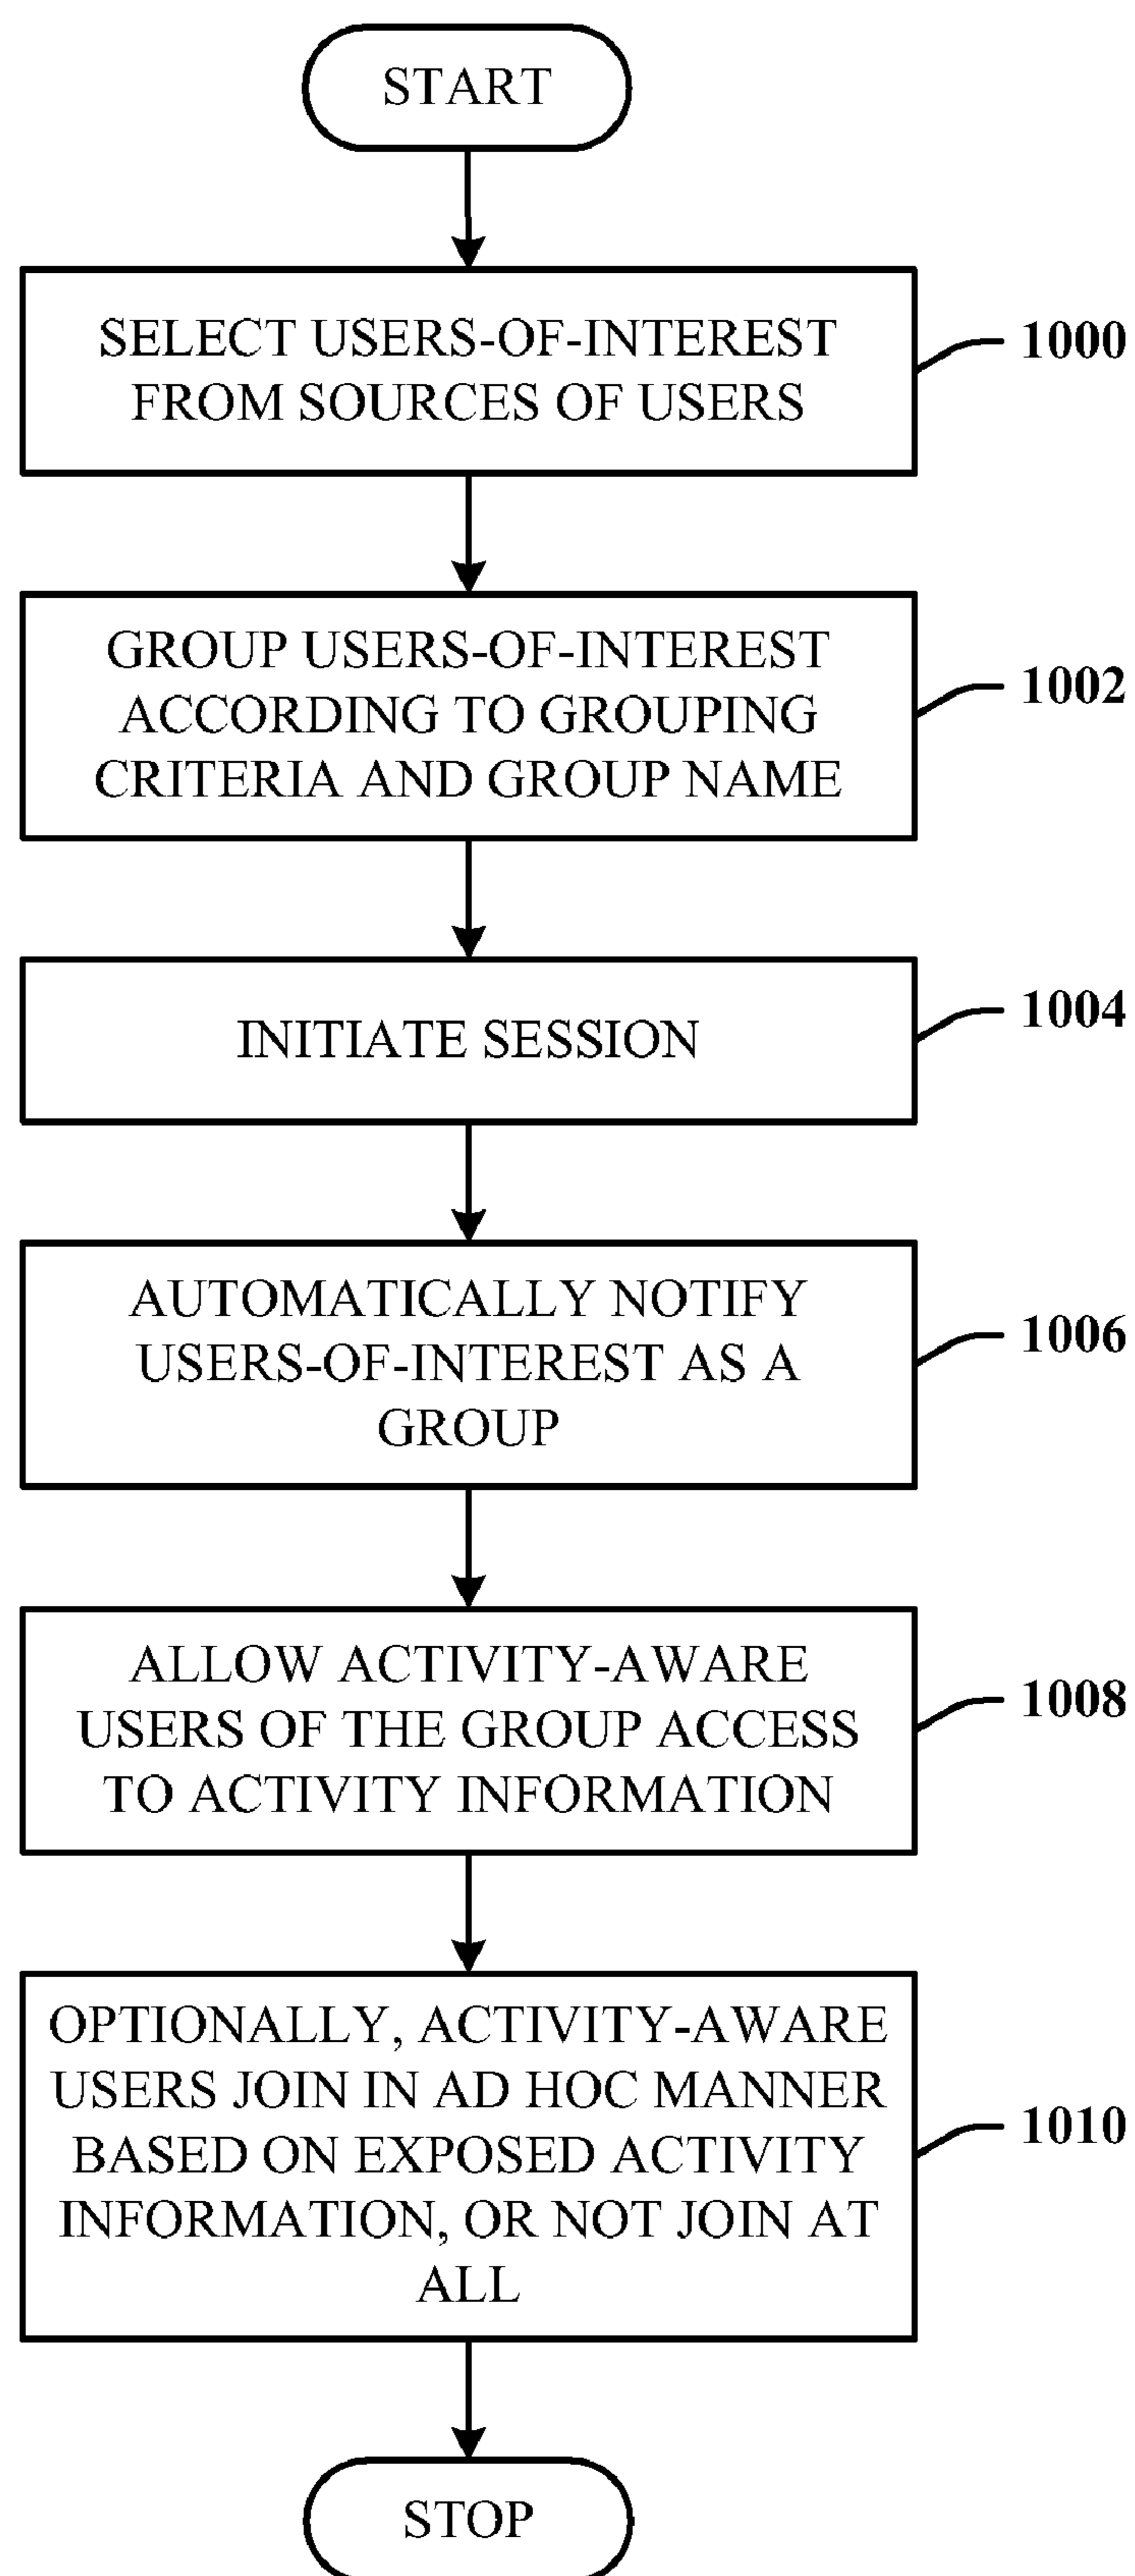 START
SELECT USERS-OF-INTEREST
FROM SOURCES OF USERS
1000
GROUP USERS-OF-INTEREST
ACCORDING TO GROUPING
CRITERIA AND GROUP NAME
1002
INITIATE SESSION
1004
AUTOMATICALLY NOTIFY
USERS-OF-INTEREST AS A
GROUP
1006
ALLOW ACTIVITY-AWARE
USERS OF THE GROUP ACCESS
TO ACTIVITY INFORMATION
1008
OPTIONALLY, ACTIVITY-AWARE
USERS JOIN IN AD HOC MANNER
BASED ON EXPOSED ACTIVITY
INFORMATION, OR NOT JOIN AT
ALL
1010
STOP